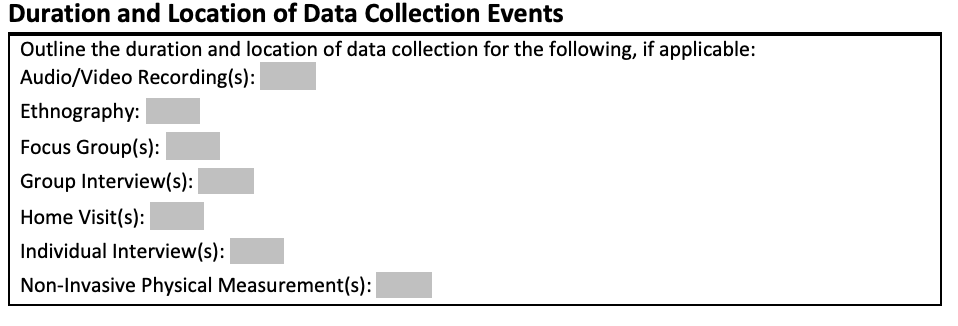 Duration and Location of Data Collection Events
Outline the duration and location of data collection for the following, if applicable:
Audio/Video Recording(s):
Ethnography:
Focus Group(s):
Group Interview(s):
Home Visit(s):
Individual Interview(s):
Non-Invasive Physical Measurement(s):